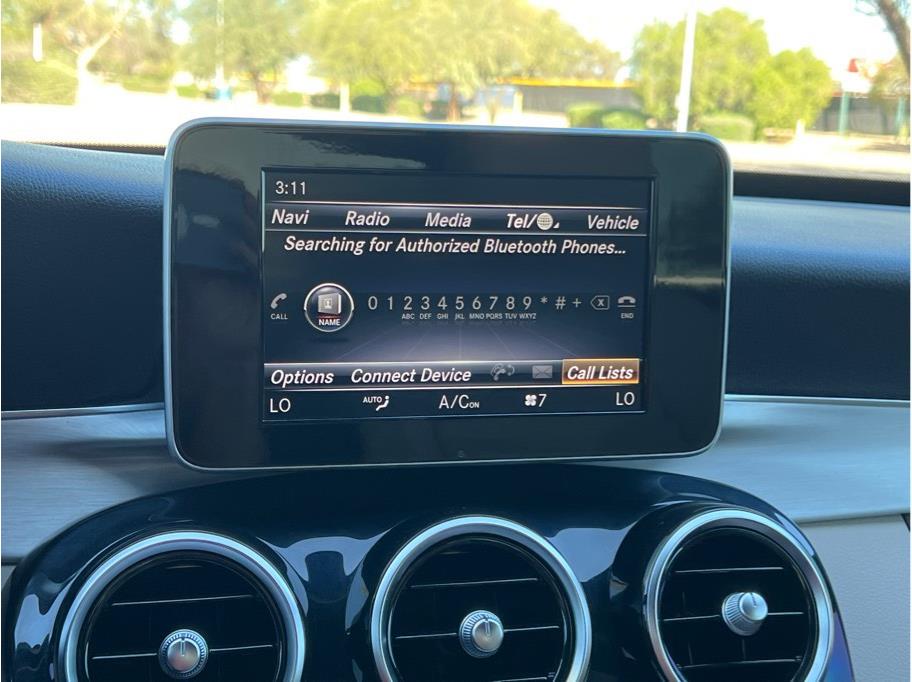 3:11
Navi Radio Media Tel/ Vehicle
Searching for Authorized Bluetooth Phones...
CALL NAME 0 1 2 3 4 5 6 7 8 9 * # + X END
ABC DEF GHI JKL MNO PQRS TUV WXYZ
Options Connect Device Call Lists
LO AUTO A/C ON 7 LO